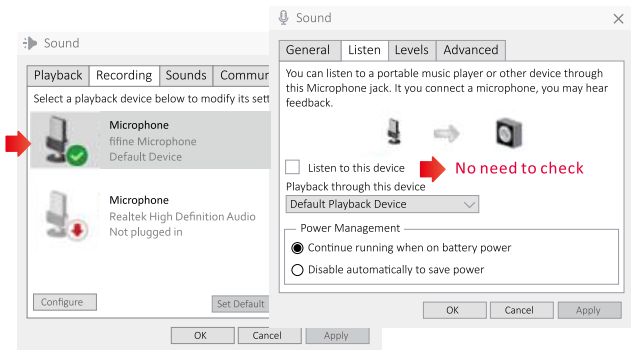 Sound
Playback Recording Sounds Commun
Select a playback device below to modify its sett
Microphone
fifine Microphone
Default Device
Microphone
Realtek High Definition Audio
Not plugged in
Configure
Set Default
OK Cancel Apply
Sound
General Listen Levels Advanced
You can listen to a portable music player or other device through
this Microphone jack. It you connect a microphone, you may hear
feedback.
Listen to this device
No need to check
Playback through this device
Default Playback Device
Power Management
Continue running when on battery power
Disable automatically to save power
OK Cancel Apply